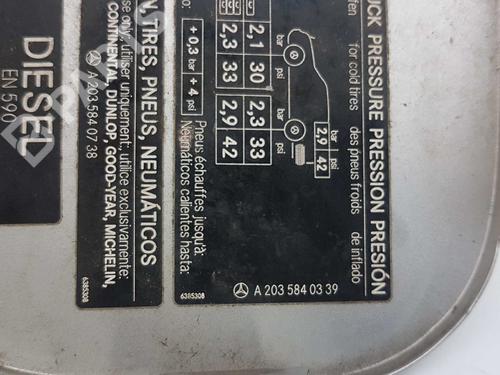 DIESEL
EN 590
N, TIRES, PNEUS, NEUMÁTICOS
se only:, utiliser uniquement:, utilice exclusivamente:
CONTINENTAL, DUNLOP, GOOD-YEAR, MICHELIN,
A 203 584 07 38
6385308
UCK PRESSURE PRESSION PRESIÓN
for cold tires des pneus froids de inflado
bar 2,1 2,3
psi 30 33
bar 2,3 2,9
psi 33 42
bar 2,9
psi 42
+ 0,3 bar
+ 4 psi
Pneus échauffés jusqu'à:
Neumáticos calientes hasta:
6385308
A 203 584 03 39